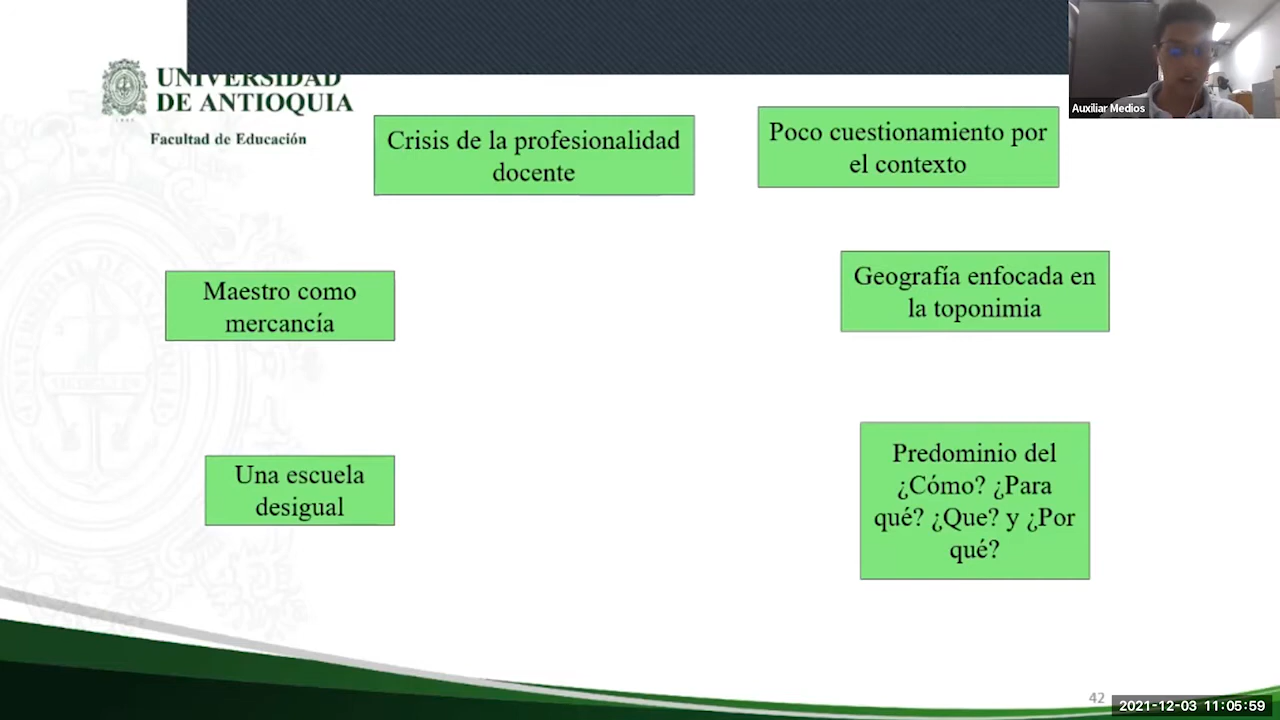 UNIVERSIDAD
DE ANTIOQUIA
Facultad de Educación
Auxiliar Medios
Crisis de la profesionalidad
docente
Poco cuestionamiento por
el contexto
Maestro como
mercancía
Geografía enfocada en
la toponimia
Una escuela
desigual
Predominio del
¿Cómo? ¿Para
qué? ¿Que? y ¿Por
qué?
42
2021-12-03 11:05:59